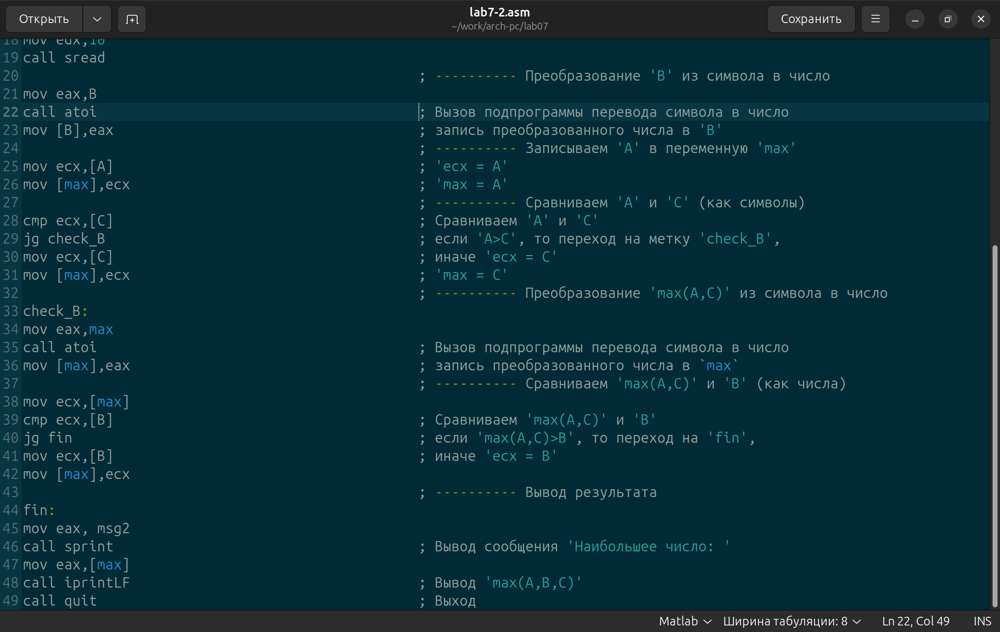 Открыть
lab7-2.asm
~/work/arch-pc/lab07
Сохранить
18 mov edx,10
19 call sread
20 ; ---------- Преобразование 'B' из символа в число
21 mov eax,B
22 call atoi ; Вызов подпрограммы перевода символа в число
23 mov [B],eax ; запись преобразованного числа в 'B'
24 ; ---------- Записываем 'A' в переменную 'max'
25 mov ecx,[A] ; 'ecx = A'
26 mov [max],ecx ; 'max = A'
27 ; ---------- Сравниваем 'A' и 'C' (как символы)
28 cmp ecx,[C] ; Сравниваем 'A' и 'C'
29 jg check_B ; если 'A>C', то переход на метку 'check_B',
30 mov ecx,[C] ; иначе 'ecx = C'
31 mov [max],ecx ; 'max = C'
32 ; ---------- Преобразование 'max(A,C)' из символа в число
33 check_B:
34 mov eax,max
35 call atoi ; Вызов подпрограммы перевода символа в число
36 mov [max],eax ; запись преобразованного числа в `max`
37 ; ---------- Сравниваем 'max(A,C)' и 'B' (как числа)
38 mov ecx,[max]
39 cmp ecx,[B] ; Сравниваем 'max(A,C)' и 'B'
40 jg fin ; если 'max(A,C)>B', то переход на 'fin',
41 mov ecx,[B] ; иначе 'ecx = B'
42 mov [max],ecx
43 ; ---------- Вывод результата
44 fin:
45 mov eax, msg2
46 call sprint ; Вывод сообщения 'Наибольшее число: '
47 mov eax,[max]
48 call iprintLF ; Вывод 'max(A,B,C)'
49 call quit ; Выход
Matlab Ширина табуляции: 8 Ln 22, Col 49 INS